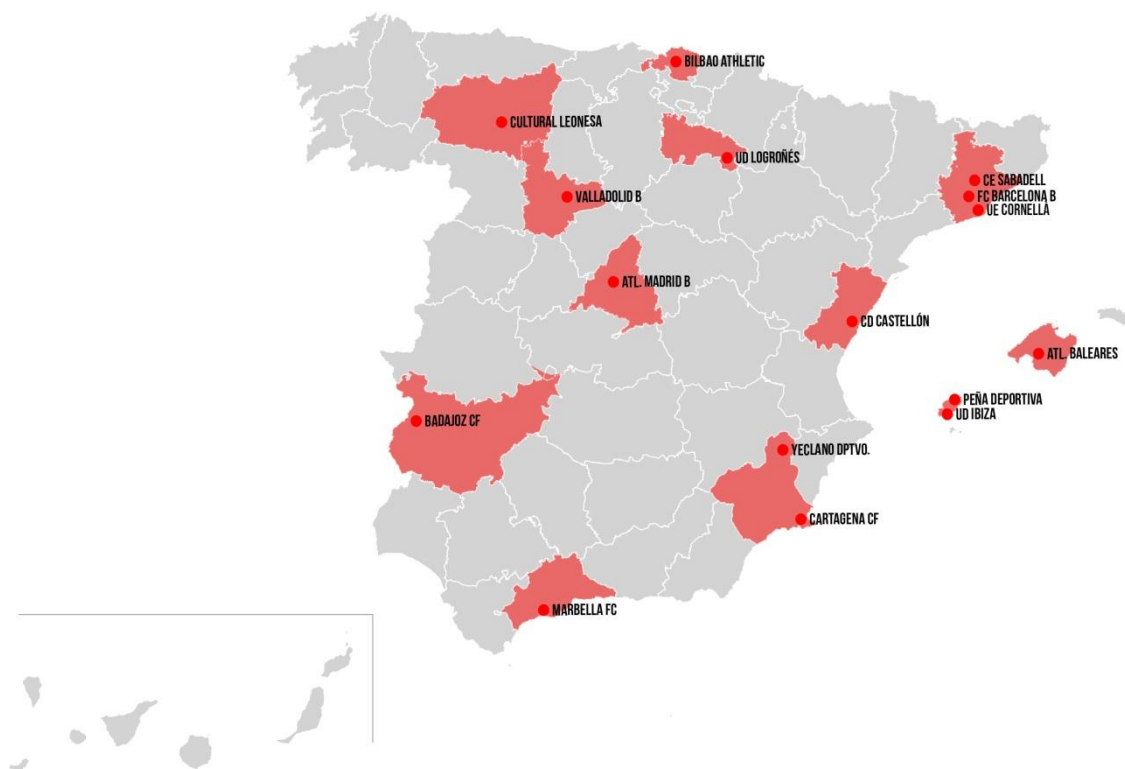 BILBAO ATHLETIC
CULTURAL LEONESA
UD LOGROÑÉS
CE SABADELL
FC BARCELONA B
UE CORNELLÁ
VALLADOLID B
ATL. MADRID B
CD CASTELLÓN
ATL. BALEARES
PEÑA DEPORTIVA
UD IBIZA
BADAJOZ CF
YECLANO DPTVO.
CARTAGENA CF
MARBELLA FC